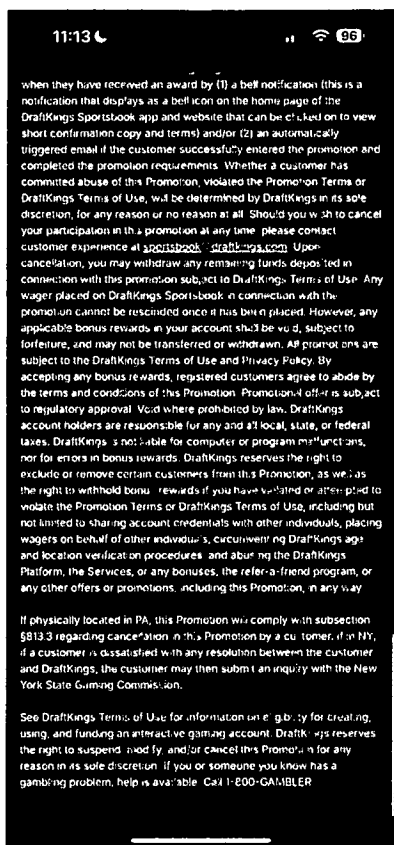 11:13
96
when they have received an award by (1) a bell notification (this is a
notification that displays as a bell icon on the home page of the
DraftKings Sportsbook app and website that can be clicked on to view
short confirmation copy and terms) and/or (2) an automatically
triggered email if the customer successfully entered the promotion and
completed the promotion requirements. Whether a customer has
committed abuse of this Promotion, violated the Promotion Terms or
DraftKings Terms of Use, will be determined by DraftKings in its sole
discretion, for any reason or no reason at all. Should you wish to cancel
your participation in this promotion at any time, please contact
customer experience at sportsbook@draftkings.com. Upon
cancellation, you may withdraw any remaining funds deposited in
connection with this promotion subject to DraftKings Terms of Use. Any
wager placed on DraftKings Sportsbook in connection with the
promotion cannot be rescinded once it has been placed. However, any
applicable bonus rewards in your account shall be void, subject to
forfeiture, and may not be transferred or withdrawn. All promotions are
subject to the DraftKings Terms of Use and Privacy Policy. By
accepting any bonus rewards, registered customers agree to abide by
the terms and conditions of this Promotion. Promotional offer is subject
to regulatory approval. Void where prohibited by law. DraftKings
account holders are responsible for any and all local, state, or federal
taxes. DraftKings is not liable for computer or program malfunctions,
nor for errors in bonus rewards. DraftKings reserves the right to
exclude or remove certain customers from this Promotion, as well as
the right to withhold bonus rewards if you have violated or attempted to
violate the Promotion Terms or DraftKings Terms of Use, including but
not limited to sharing account credentials with other individuals, placing
wagers on behalf of other individuals, circumventing DraftKings age
and location verification procedures, and abusing the DraftKings
Platform, the Services, or any bonuses, the refer-a-friend program, or
any other offers or promotions, including this Promotion, in any way.
If physically located in PA, this Promotion will comply with subsection
§813.3 regarding cancellation in this Promotion by a customer. if in NY,
if a customer is dissatisfied with any resolution between the customer
and DraftKings, the customer may then submit an inquiry with the New
York State Gaming Commission.
See DraftKings Terms of Use for information on eligibility for creating,
using, and funding an interactive gaming account. DraftKings reserves
the right to suspend, modify, and/or cancel this Promotion for any
reason in its sole discretion. If you or someone you know has a
gambling problem, help is available. Call 1-800-GAMBLER